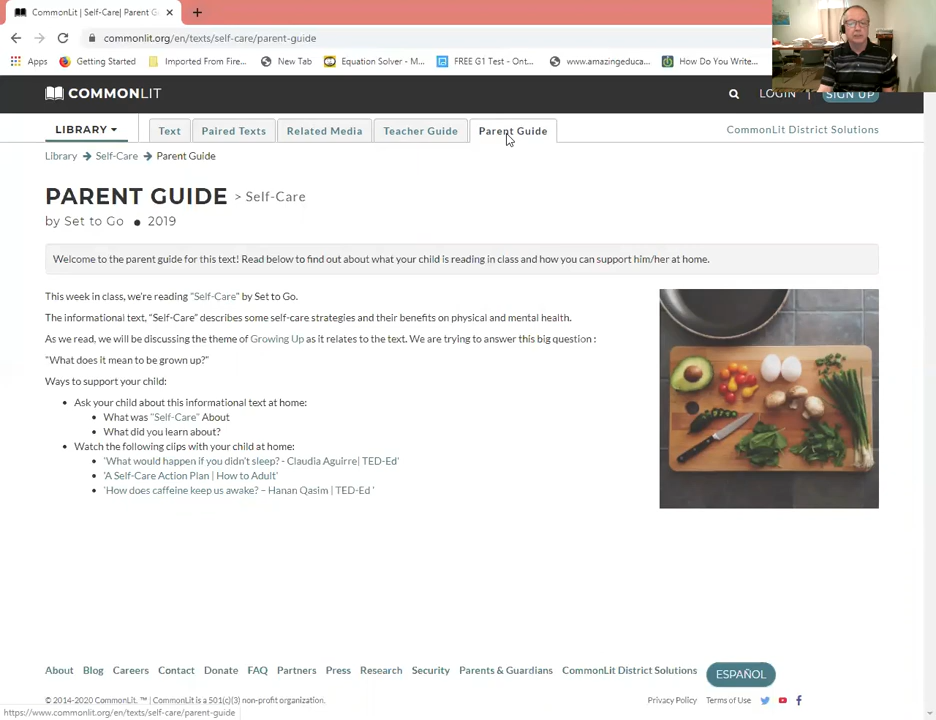 CommonLit | Self-Care| Parent G
commonlit.org/en/texts/self-care/parent-guide
Apps Getting Started Imported From Fire... New Tab Equation Solver - M... FREE G1 Test - Ont... www.amazingeduca... How Do You Write...
COMMONLIT LOGIN | SIGN UP
LIBRARY Text Paired Texts Related Media Teacher Guide Parent Guide CommonLit District Solutions
Library → Self-Care → Parent Guide
PARENT GUIDE > Self-Care
by Set to Go ● 2019
Welcome to the parent guide for this text! Read below to find out about what your child is reading in class and how you can support him/her at home.
This week in class, we're reading "Self-Care" by Set to Go.
The informational text, "Self-Care" describes some self-care strategies and their benefits on physical and mental health.
As we read, we will be discussing the theme of Growing Up as it relates to the text. We are trying to answer this big question :
"What does it mean to be grown up?"
Ways to support your child:
• Ask your child about this informational text at home:
• What was "Self-Care" About
• What did you learn about?
• Watch the following clips with your child at home:
• 'What would happen if you didn't sleep? - Claudia Aguirre| TED-Ed'
• 'A Self-Care Action Plan | How to Adult'
• 'How does caffeine keep us awake? – Hanan Qasim | TED-Ed '
About Blog Careers Contact Donate FAQ Partners Press Research Security Parents & Guardians CommonLit District Solutions ESPAÑOL
© 2014-2020 CommonLit, ™ | CommonLit is a 501(c)(3) non-profit organization. Privacy Policy Terms of Use
https://www.commonlit.org/en/texts/self-care/parent-guide